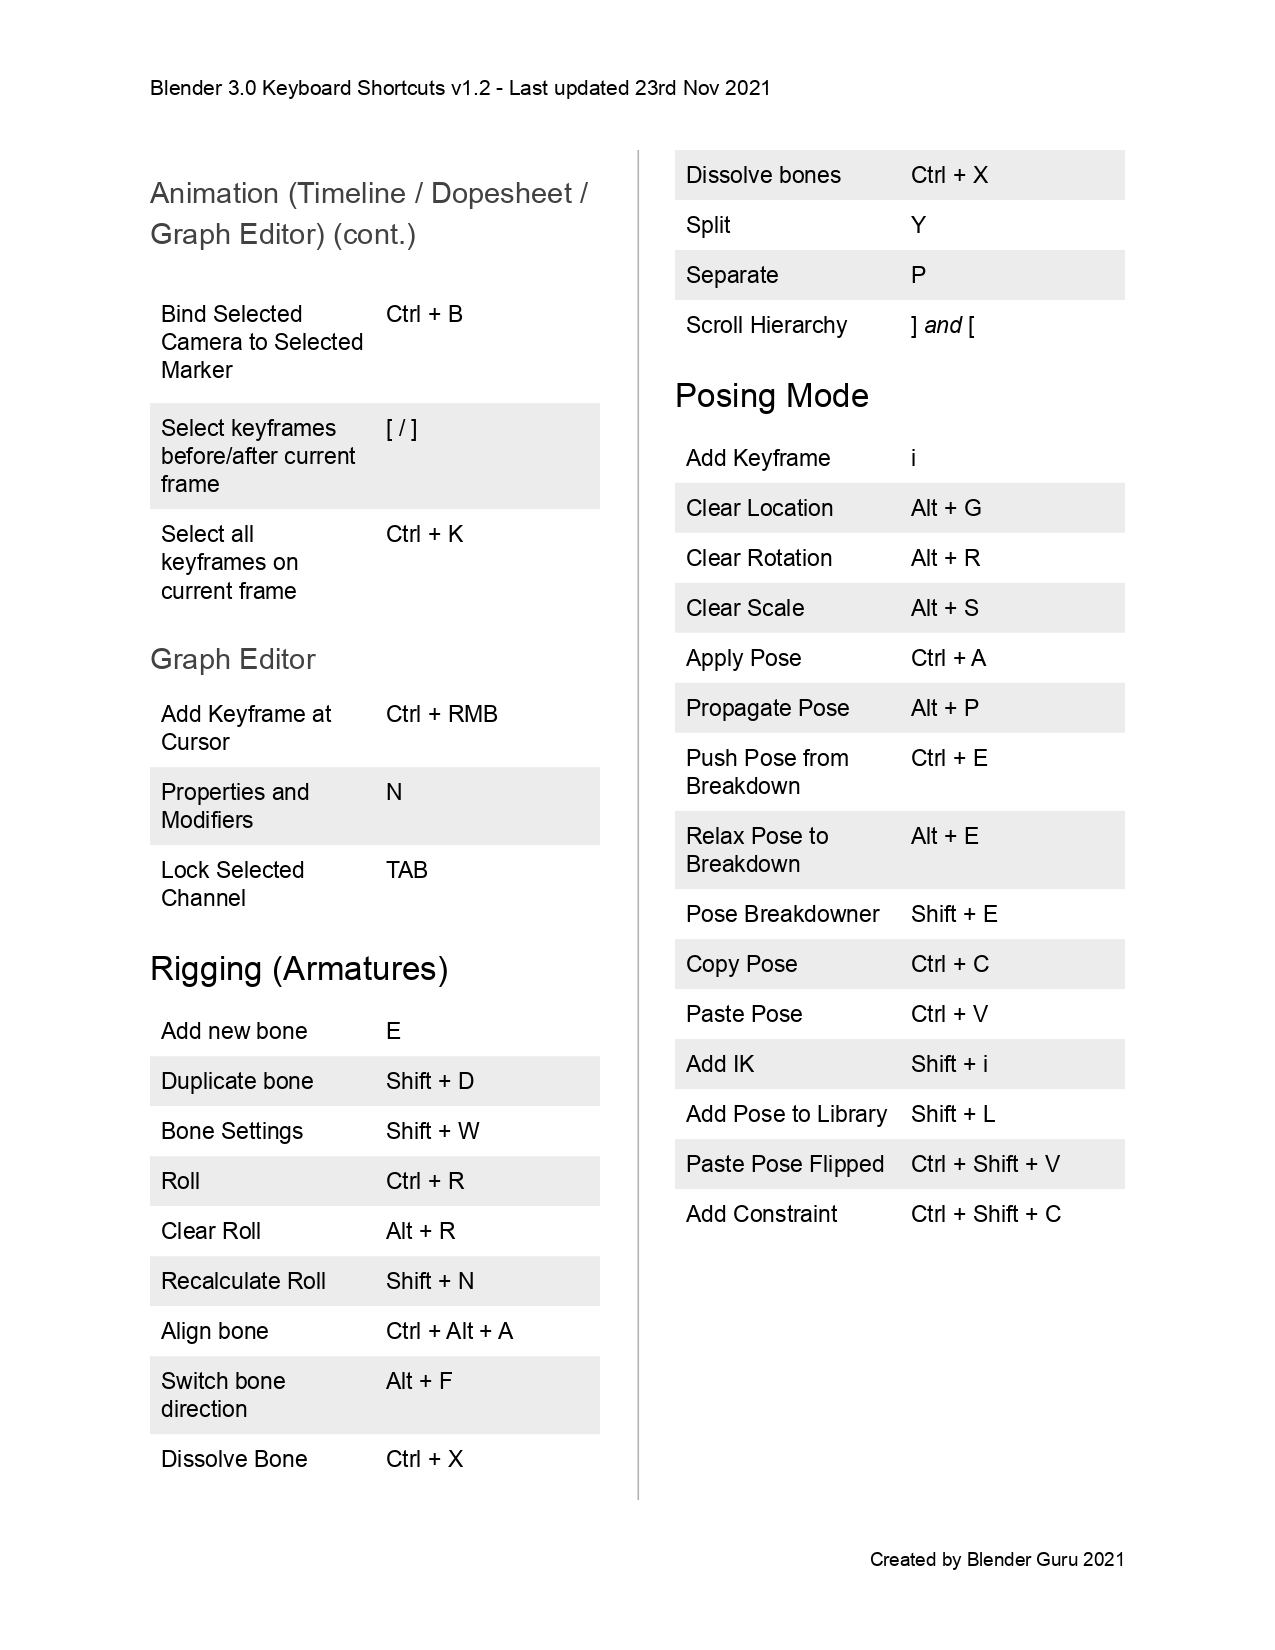 Blender 3.0 Keyboard Shortcuts v1.2 - Last updated 23rd Nov 2021
Animation (Timeline / Dopesheet /
Graph Editor) (cont.)
Bind Selected Ctrl + B
Camera to Selected
Marker
Select keyframes [ / ]
before/after current
frame
Select all Ctrl + K
keyframes on
current frame
Graph Editor
Add Keyframe at Ctrl + RMB
Cursor
Properties and N
Modifiers
Lock Selected TAB
Channel
Rigging (Armatures)
Add new bone E
Duplicate bone Shift + D
Bone Settings Shift + W
Roll Ctrl + R
Clear Roll Alt + R
Recalculate Roll Shift + N
Align bone Ctrl + Alt + A
Switch bone Alt + F
direction
Dissolve Bone Ctrl + X
Dissolve bones Ctrl + X
Split Y
Separate P
Scroll Hierarchy ] and [
Posing Mode
Add Keyframe i
Clear Location Alt + G
Clear Rotation Alt + R
Clear Scale Alt + S
Apply Pose Ctrl + A
Propagate Pose Alt + P
Push Pose from Ctrl + E
Breakdown
Relax Pose to Alt + E
Breakdown
Pose Breakdowner Shift + E
Copy Pose Ctrl + C
Paste Pose Ctrl + V
Add IK Shift + i
Add Pose to Library Shift + L
Paste Pose Flipped Ctrl + Shift + V
Add Constraint Ctrl + Shift + C
Created by Blender Guru 2021